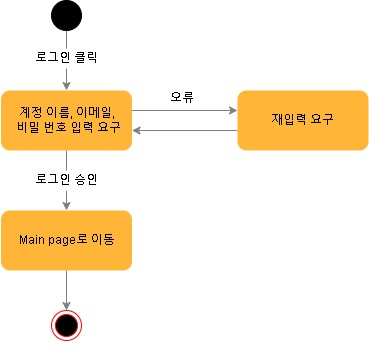 로그인 클릭
계정 이름, 이메일,
비밀 번호 입력 요구
오류
재입력 요구
로그인 승인
Main page로 이동